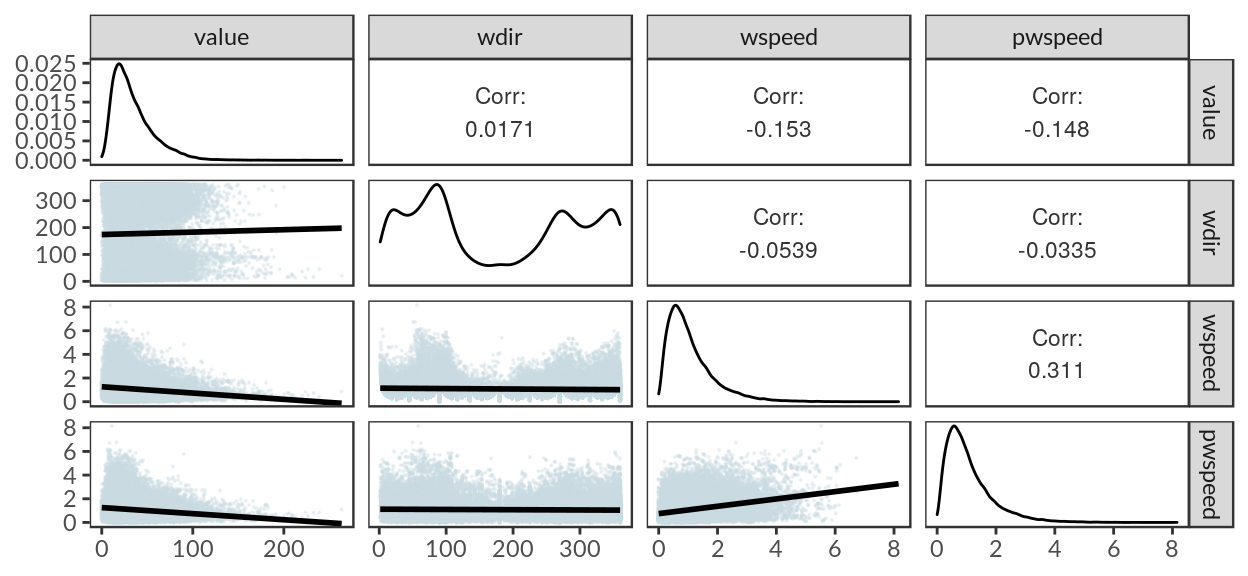 value wdir wspeed pwspeed
0.025
0.020
0.015
0.010
0.005
0.000
Corr:
0.0171
Corr:
-0.153
Corr:
-0.148
value
300
200
100
0
Corr:
-0.0539
Corr:
-0.0335
wdir
8
6
4
2
0
Corr:
0.311
wspeed
8
6
4
2
0
pwspeed
0 100 200 0 100 200 300 0 2 4 6 8 0 2 4 6 8